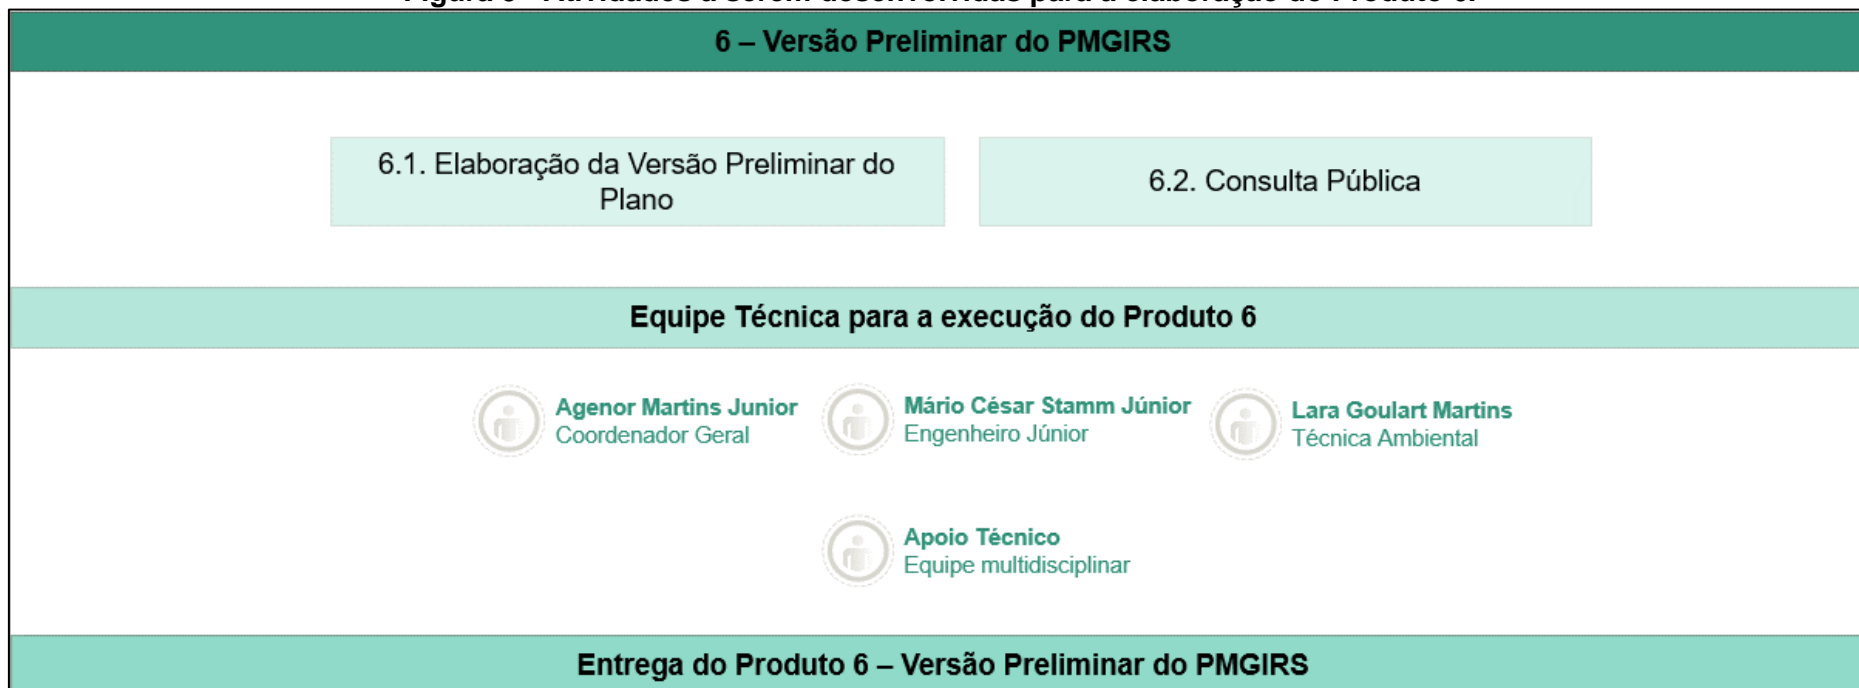 6 – Versão Preliminar do PMGIRS
6.1. Elaboração da Versão Preliminar do
Plano
6.2. Consulta Pública
Equipe Técnica para a execução do Produto 6
Agenor Martins Junior
Coordenador Geral
Mário César Stamm Júnior
Engenheiro Júnior
Lara Goulart Martins
Técnica Ambiental
Apoio Técnico
Equipe multidisciplinar
Entrega do Produto 6 – Versão Preliminar do PMGIRS